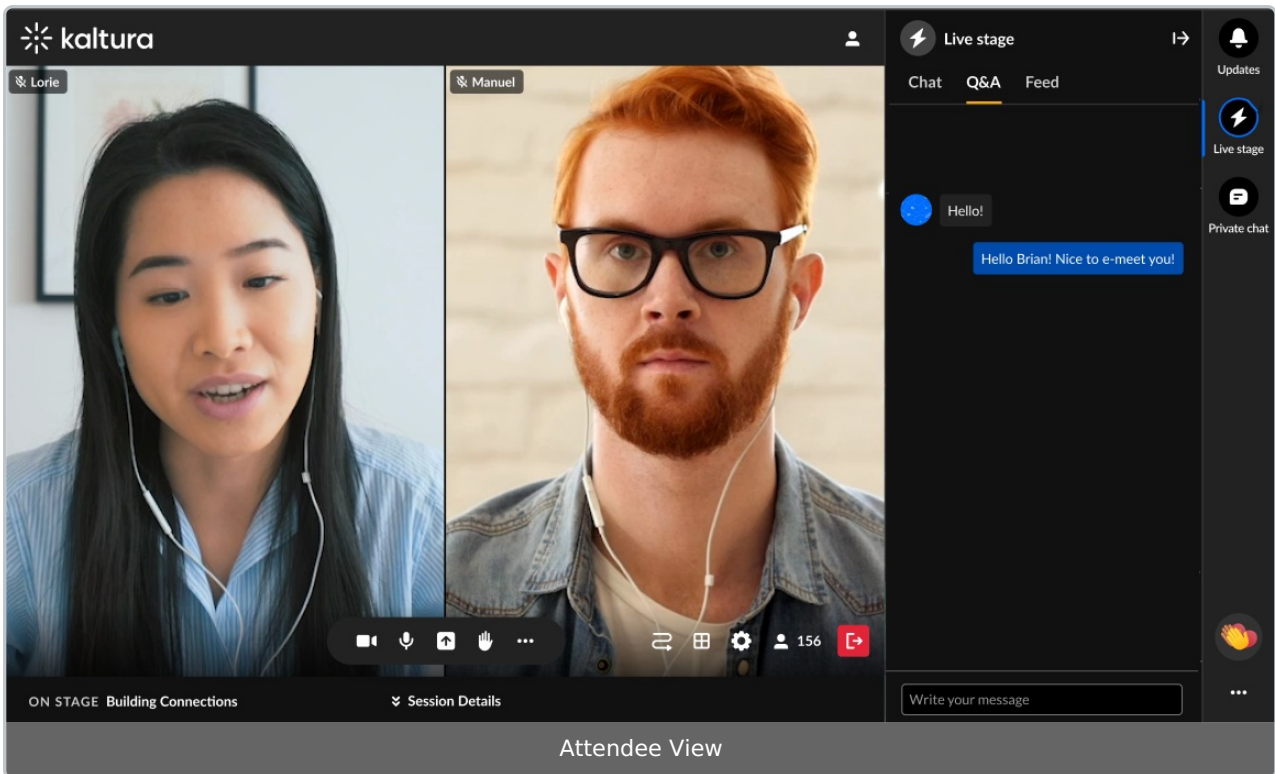 kaltura
Lorie
Manuel
156
ON STAGE Building Connections
Session Details
Live stage
Chat Q&A Feed
Hello!
Hello Brian! Nice to e-meet you!
Write your message
Updates
Live stage
Private chat
Attendee View